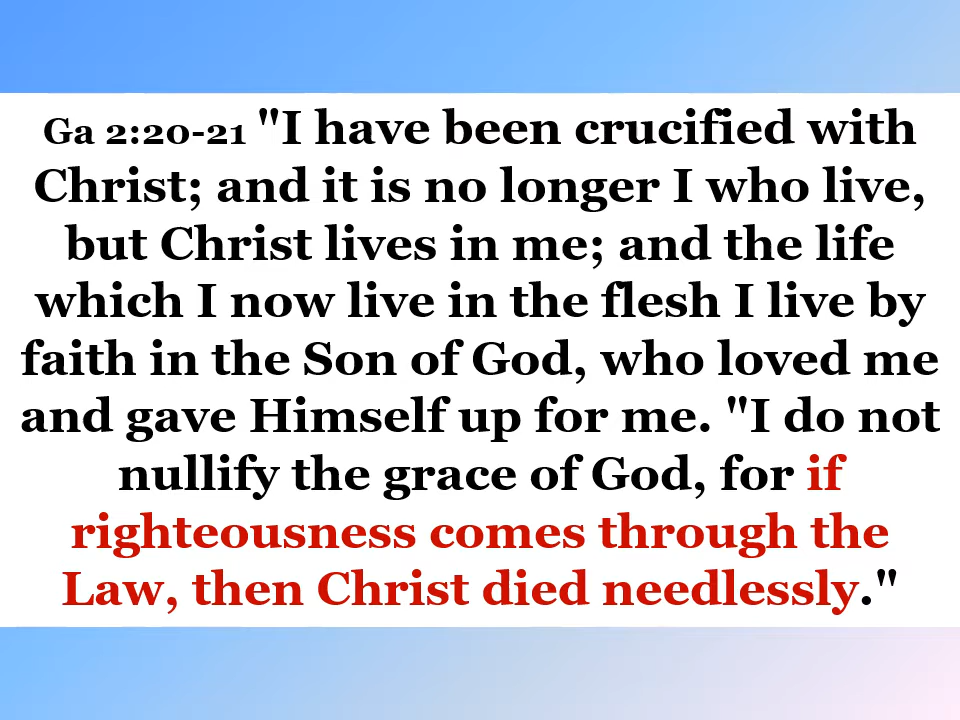 Ga 2:20-21 "I have been crucified with
Christ; and it is no longer I who live,
but Christ lives in me; and the life
which I now live in the flesh I live by
faith in the Son of God, who loved me
and gave Himself up for me. "I do not
nullify the grace of God, for if
righteousness comes through the
Law, then Christ died needlessly."